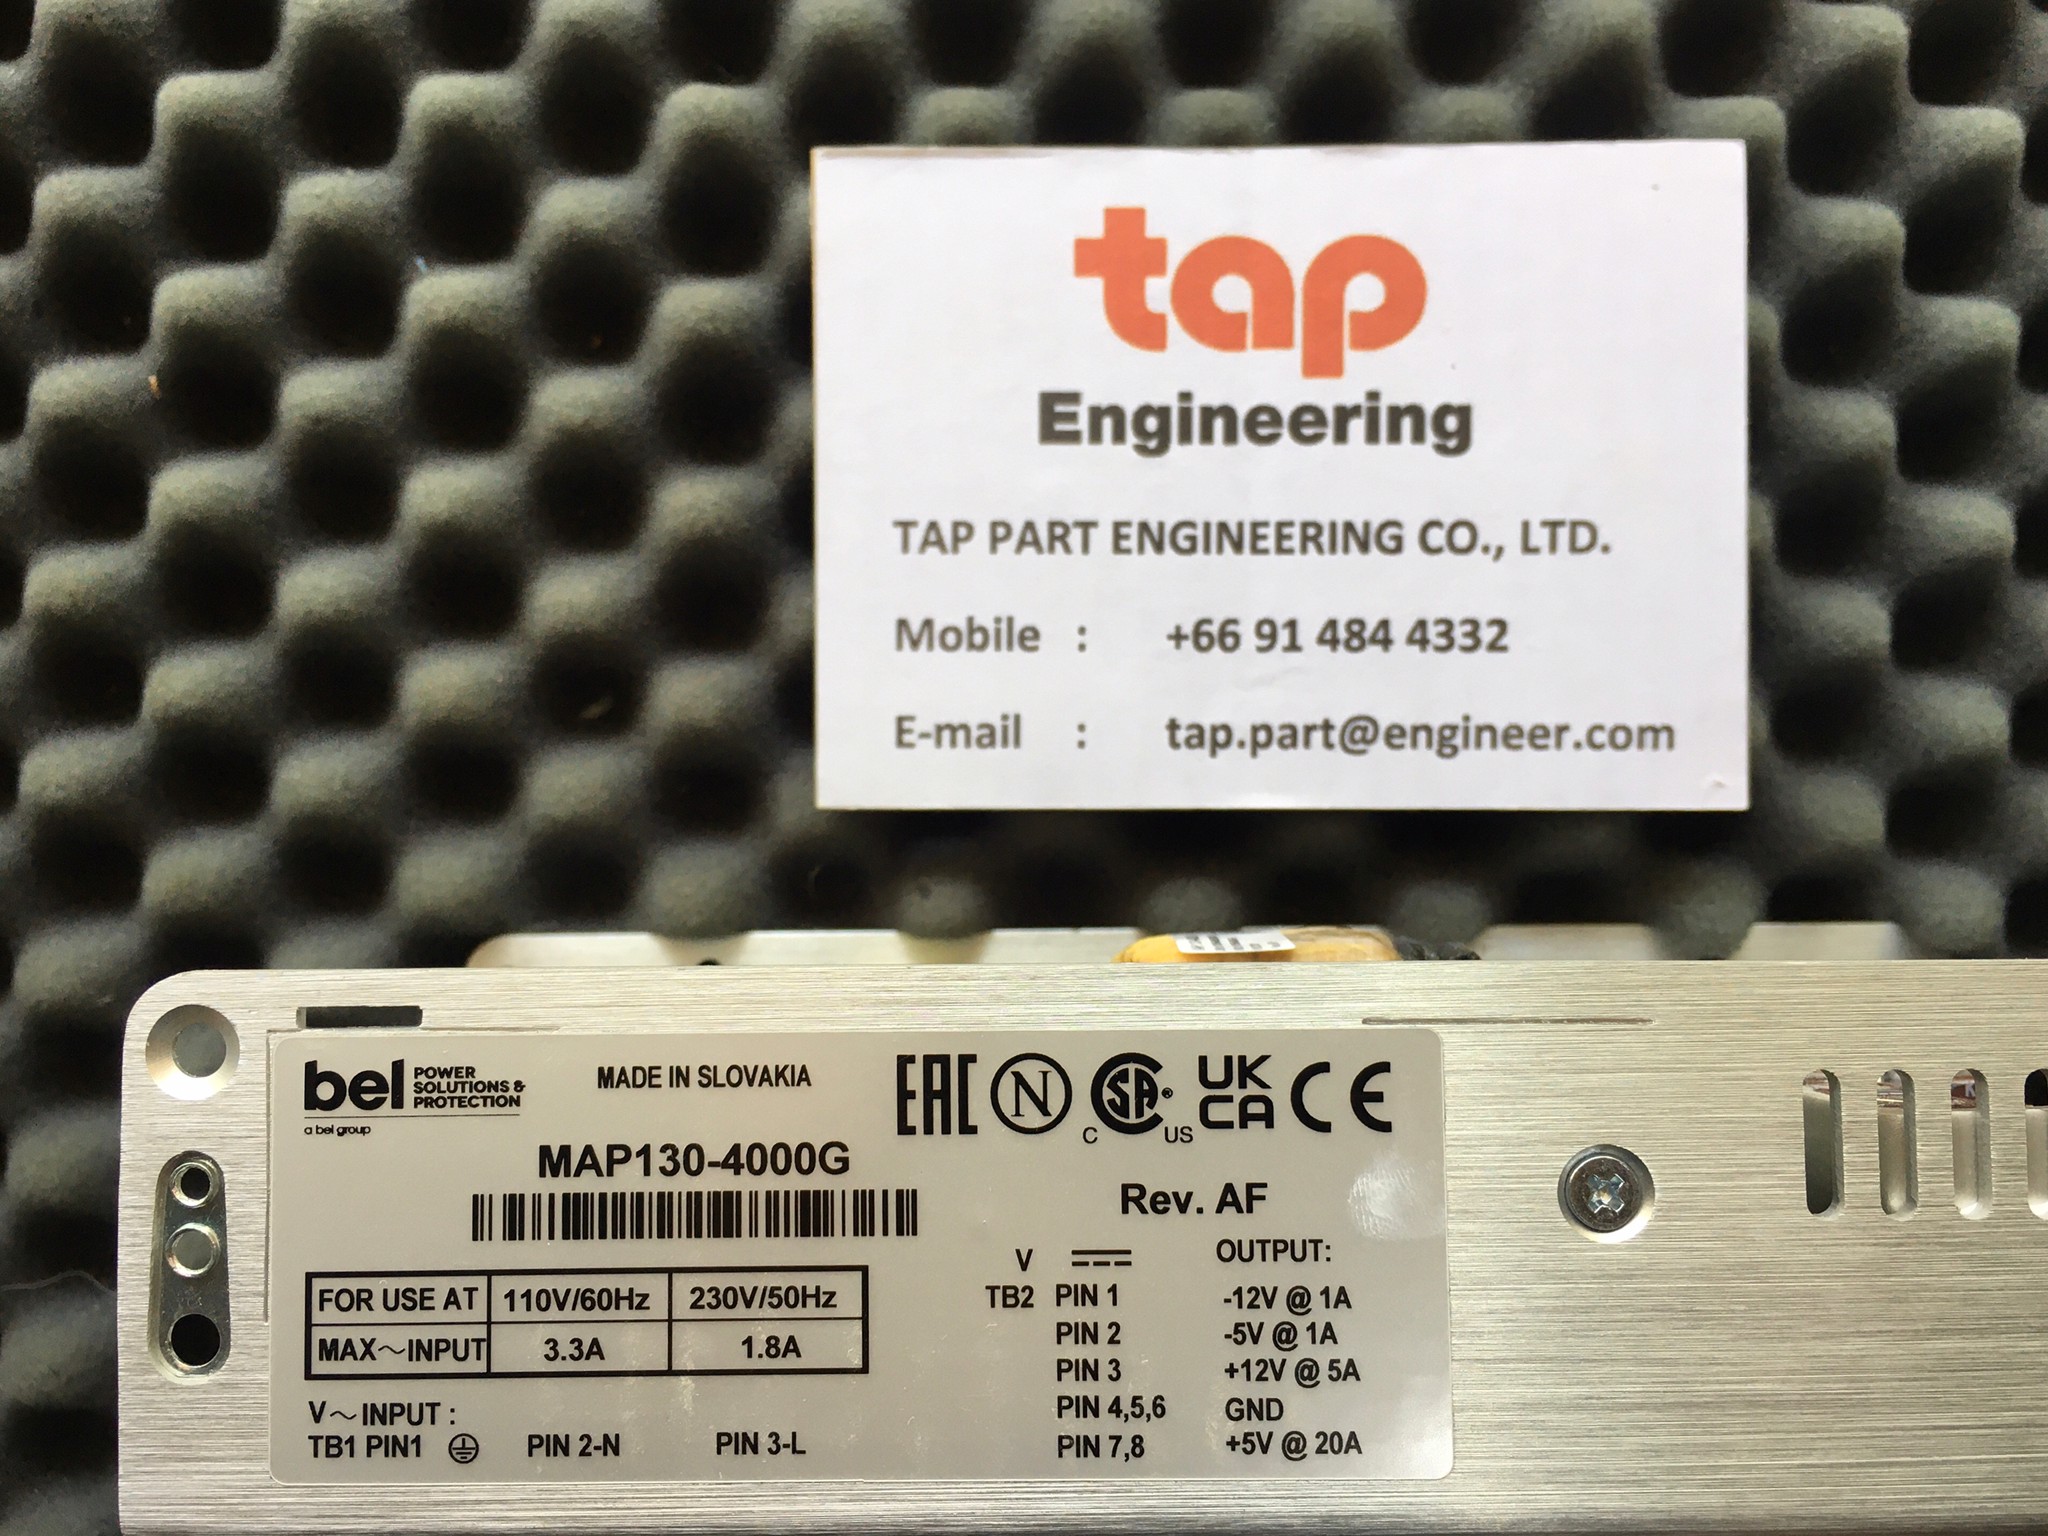 tap
Engineering
TAP PART ENGINEERING CO., LTD.
Mobile : +66 91 484 4332
E-mail : tap.part@engineer.com
bel POWER
SOLUTIONS &
PROTECTION
a bel group
MADE IN SLOVAKIA
EAC N CSA® C US UK CA CE
MAP130-4000G
Rev. AF
FOR USE AT 110V/60Hz 230V/50Hz
MAX~INPUT 3.3A 1.8A
V~INPUT :
TB1 PIN1 PIN 2-N PIN 3-L
V OUTPUT:
TB2 PIN 1 -12V @ 1A
PIN 2 -5V @ 1A
PIN 3 +12V @ 5A
PIN 4,5,6 GND
PIN 7,8 +5V @ 20A